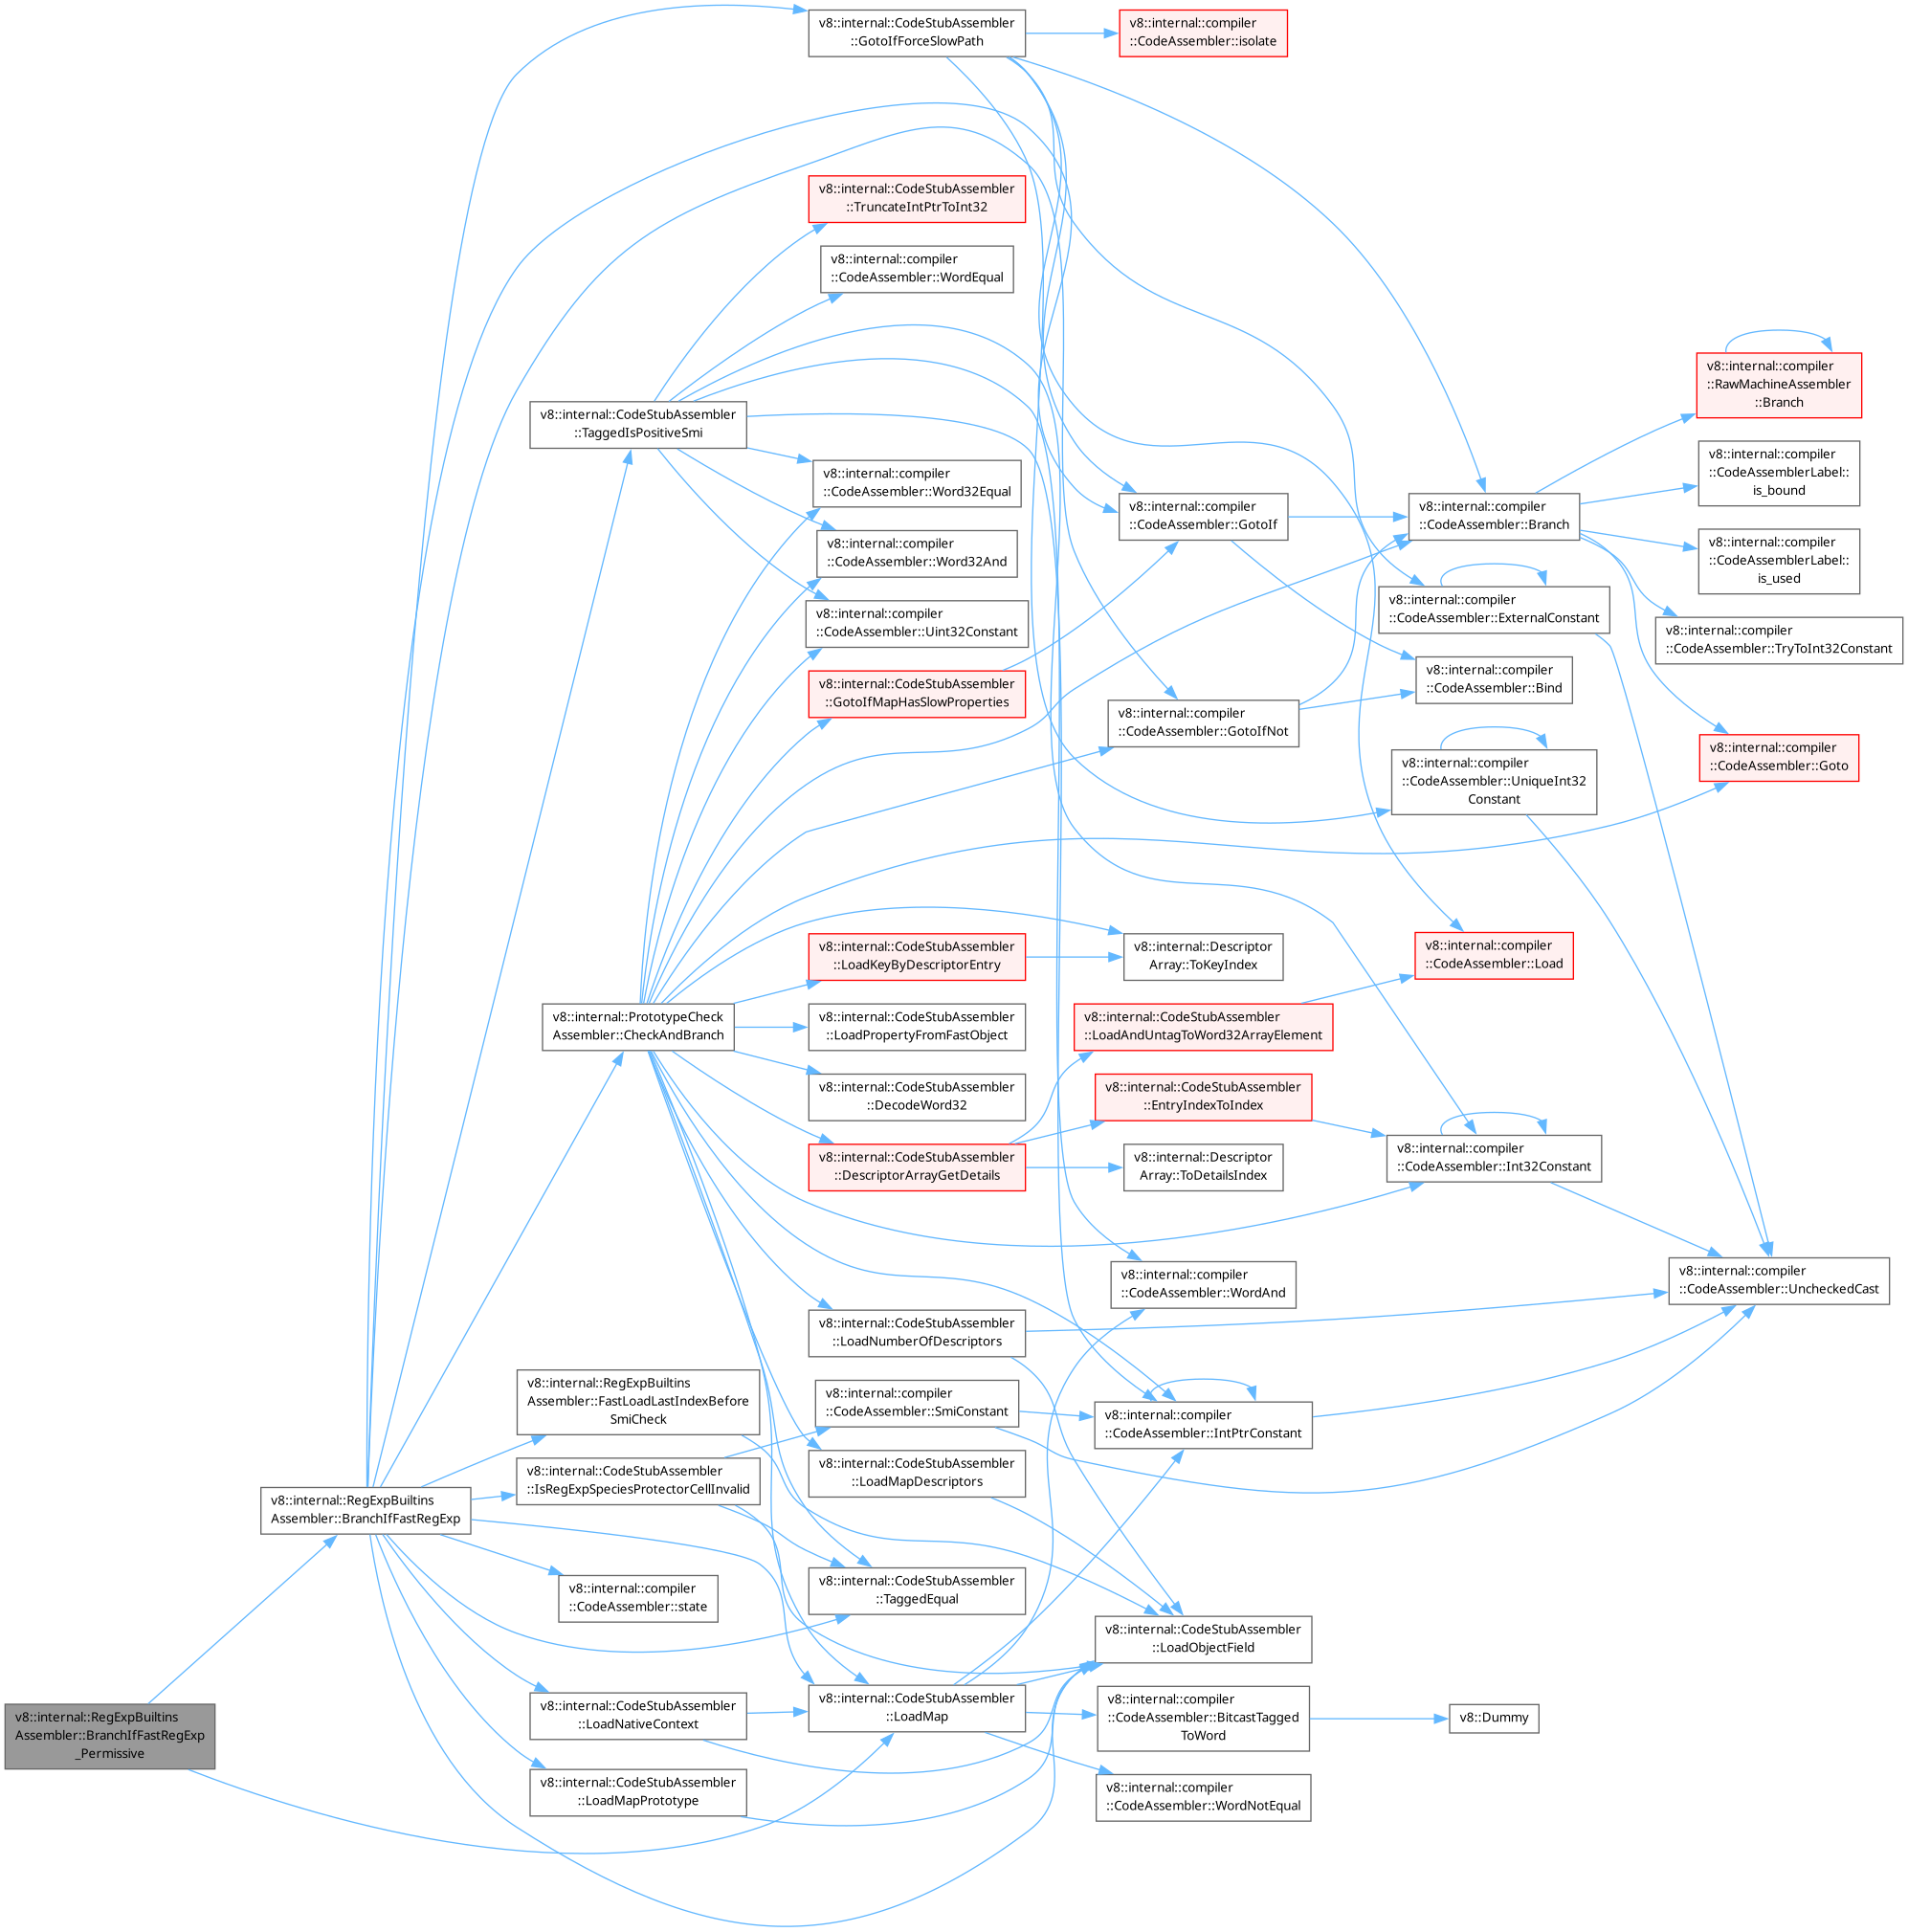 v8::internal::CodeStubAssembler
::GotoIfForceSlowPath
v8::internal::compiler
::CodeAssembler::isolate
v8::internal::CodeStubAssembler
::TruncateIntPtrToInt32
v8::internal::compiler
::CodeAssembler::WordEqual
v8::internal::compiler
::RawMachineAssembler
::Branch
v8::internal::CodeStubAssembler
::TaggedIsPositiveSmi
v8::internal::compiler
::CodeAssemblerLabel::
is_bound
v8::internal::compiler
::CodeAssembler::Word32Equal
v8::internal::compiler
::CodeAssembler::GotoIf
v8::internal::compiler
::CodeAssembler::Branch
v8::internal::compiler
::CodeAssembler::Word32And
v8::internal::compiler
::CodeAssemblerLabel::
is_used
v8::internal::compiler
::CodeAssembler::ExternalConstant
v8::internal::compiler
::CodeAssembler::Uint32Constant
v8::internal::compiler
::CodeAssembler::TryToInt32Constant
v8::internal::compiler
::CodeAssembler::Bind
v8::internal::CodeStubAssembler
::GotoIfMapHasSlowProperties
v8::internal::compiler
::CodeAssembler::GotoIfNot
v8::internal::compiler
::CodeAssembler::Goto
v8::internal::compiler
::CodeAssembler::UniqueInt32
Constant
v8::internal::CodeStubAssembler
::LoadKeyByDescriptorEntry
v8::internal::Descriptor
Array::ToKeyIndex
v8::internal::compiler
::CodeAssembler::Load
v8::internal::PrototypeCheck
Assembler::CheckAndBranch
v8::internal::CodeStubAssembler
::LoadPropertyFromFastObject
v8::internal::CodeStubAssembler
::LoadAndUntagToWord32ArrayElement
v8::internal::CodeStubAssembler
::DecodeWord32
v8::internal::CodeStubAssembler
::EntryIndexToIndex
v8::internal::CodeStubAssembler
::DescriptorArrayGetDetails
v8::internal::Descriptor
Array::ToDetailsIndex
v8::internal::compiler
::CodeAssembler::Int32Constant
v8::internal::compiler
::CodeAssembler::WordAnd
v8::internal::compiler
::CodeAssembler::UncheckedCast
v8::internal::CodeStubAssembler
::LoadNumberOfDescriptors
v8::internal::RegExpBuiltins
Assembler::FastLoadLastIndexBefore
SmiCheck
v8::internal::compiler
::CodeAssembler::SmiConstant
v8::internal::compiler
::CodeAssembler::IntPtrConstant
v8::internal::CodeStubAssembler
::IsRegExpSpeciesProtectorCellInvalid
v8::internal::CodeStubAssembler
::LoadMapDescriptors
v8::internal::RegExpBuiltins
Assembler::BranchIfFastRegExp
v8::internal::compiler
::CodeAssembler::state
v8::internal::CodeStubAssembler
::TaggedEqual
v8::internal::CodeStubAssembler
::LoadObjectField
v8::internal::RegExpBuiltins
Assembler::BranchIfFastRegExp
_Permissive
v8::internal::CodeStubAssembler
::LoadNativeContext
v8::internal::CodeStubAssembler
::LoadMap
v8::internal::compiler
::CodeAssembler::BitcastTagged
ToWord
v8::Dummy
v8::internal::CodeStubAssembler
::LoadMapPrototype
v8::internal::compiler
::CodeAssembler::WordNotEqual